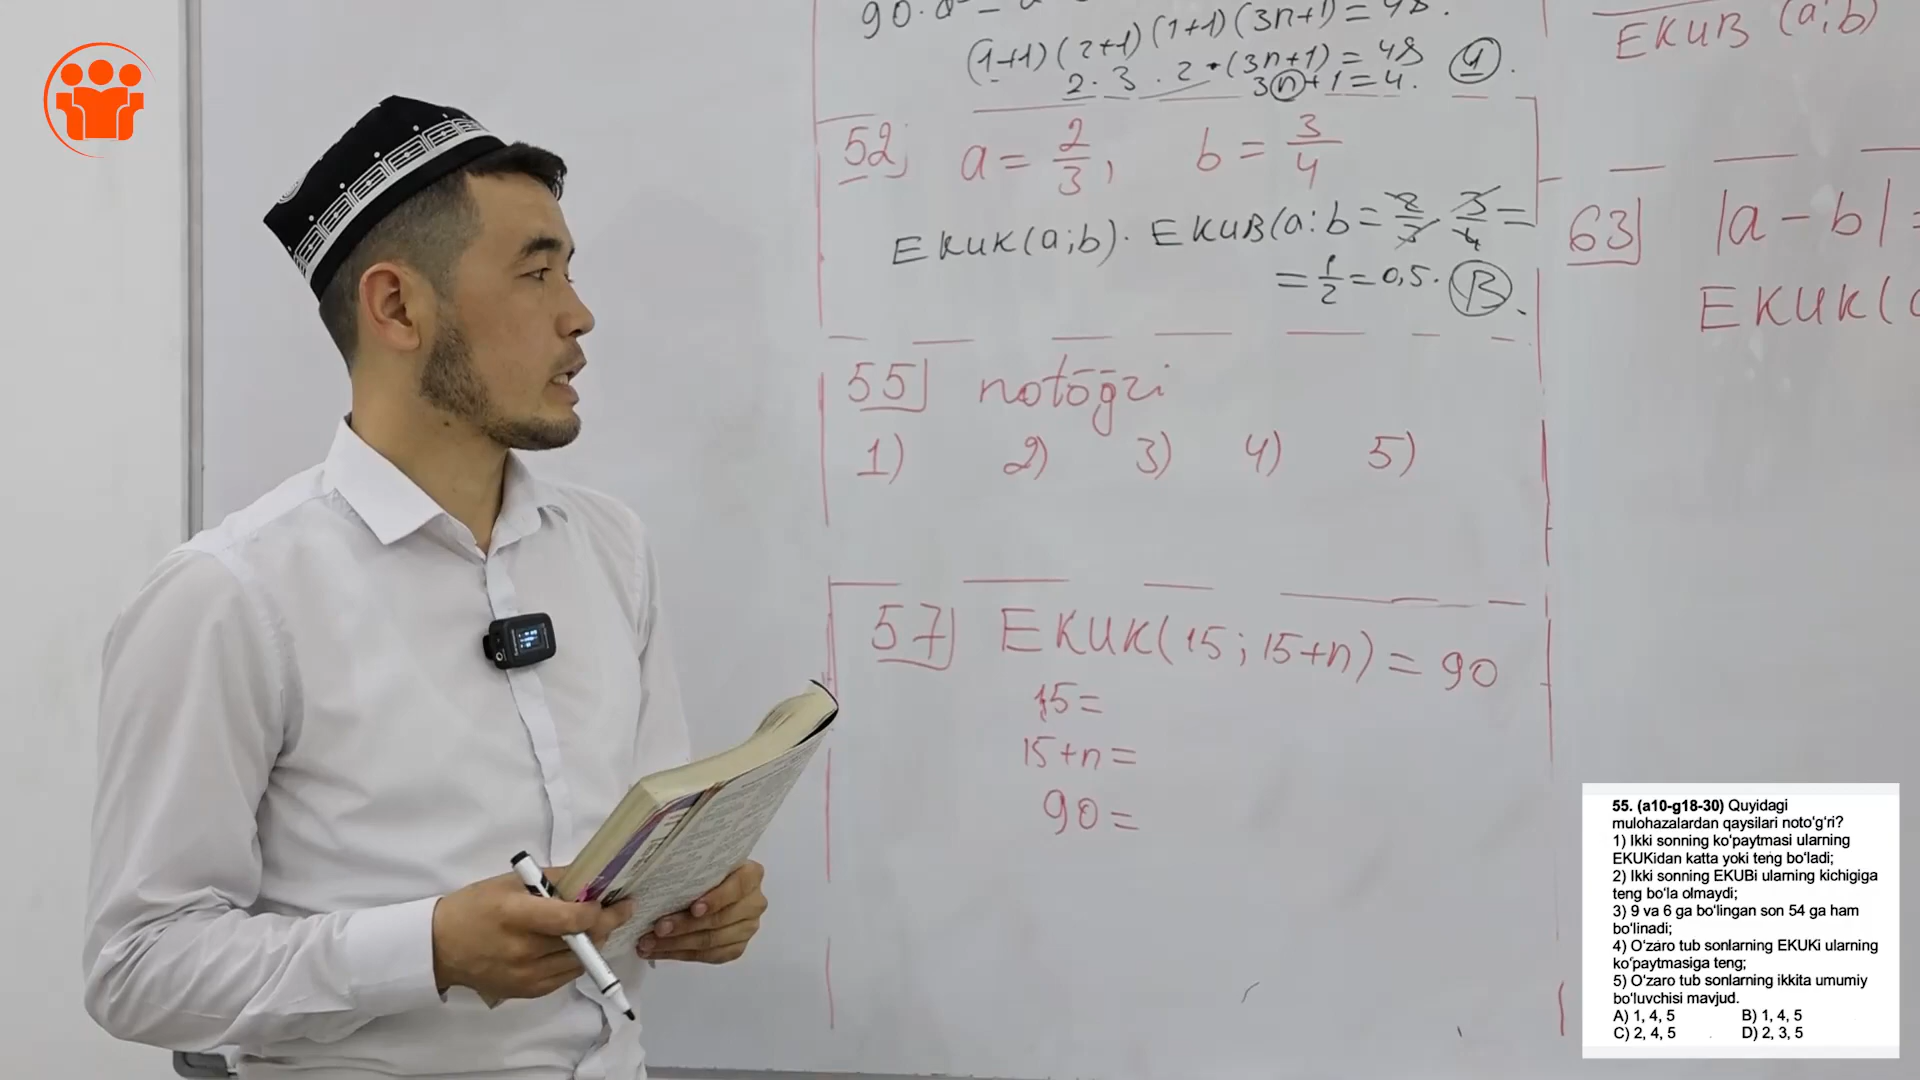 (1+1)(2+1)(1+1)(3n+1)=48.
(1+1)(2+1)(1+1)(3n+1)=48 (4).
2·3·2·(3n+1)=48
3n+1=4.
52] a=2/3, b=3/4
EKUK(a;b)·EKUB(a:b=2/3·3/4=
=1/2=0,5. (B).
55] notōḡri
1) 2) 3) 4) 5)
57] EKUK(15;15+n)=90
15=
15+n=
90=
EKUB (a;b)
63] |a-b|=
EKUK(
55. (a10-g18-30) Quyidagi
mulohazalardan qaysilari noto'g'ri?
1) Ikki sonning ko'paytmasi ularning
EKUKidan katta yoki teng bo'ladi;
2) Ikki sonning EKUBi ularning kichigiga
teng bo'la olmaydi;
3) 9 va 6 ga bo'lingan son 54 ga ham
bo'linadi;
4) O'zaro tub sonlarning EKUKi ularning
ko'paytmasiga teng;
5) O'zaro tub sonlarning ikkita umumiy
bo'luvchisi mavjud.
A) 1, 4, 5 B) 1, 4, 5
C) 2, 4, 5 D) 2, 3, 5